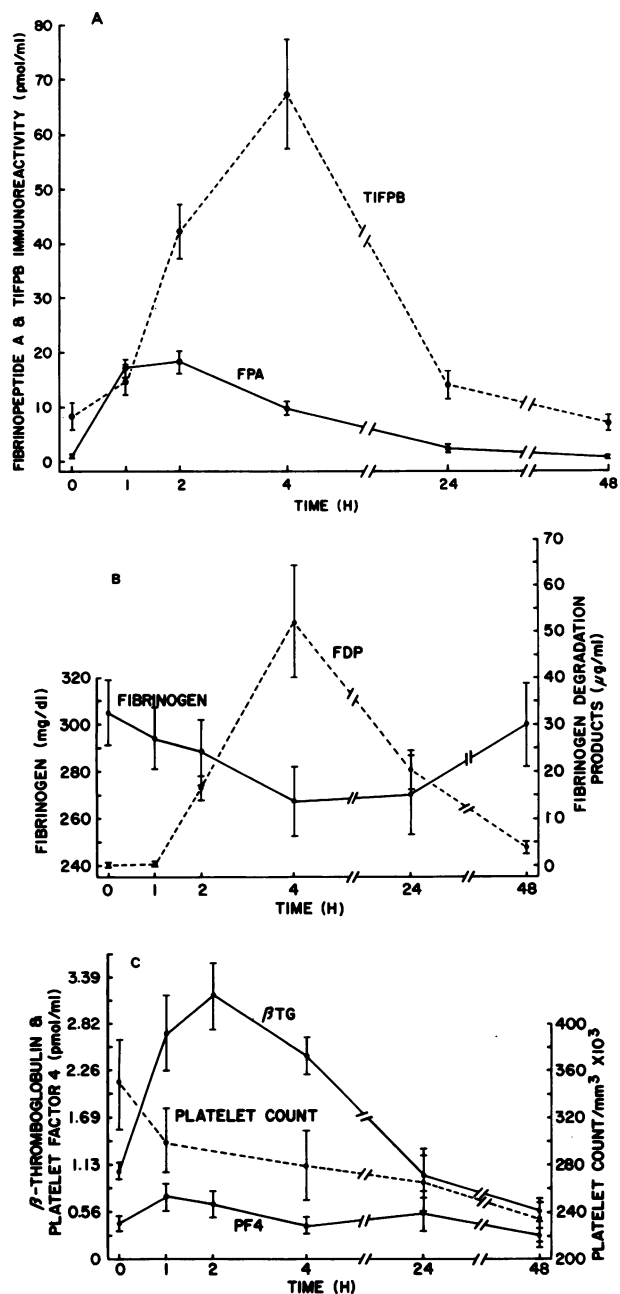 A
FIBRINOPEPTIDE A & TIFPB IMMUNOREACTIVITY (pmol/ml)
80
70
60
50
40
30
20
10
0
TIFPB
FPA
0 1 2 4 24 48
TIME (H)
B
FIBRINOGEN (mg/dl)
320
300
280
260
240
FIBRINOGEN
FDP
70
60
50
40
30
20
10
0
FIBRINOGEN DEGRADATION
PRODUCTS (µg/ml)
0 1 2 4 24 48
TIME (H)
C
β-THROMBOGLOBULIN &
PLATELET FACTOR 4 (pmol/ml)
3.39
2.82
2.26
1.69
1.13
0.56
0
βTG
PLATELET COUNT
PF4
400
360
320
280
240
200
PLATELET COUNT/mm³ X10³
0 1 2 4 24 48
TIME (H)